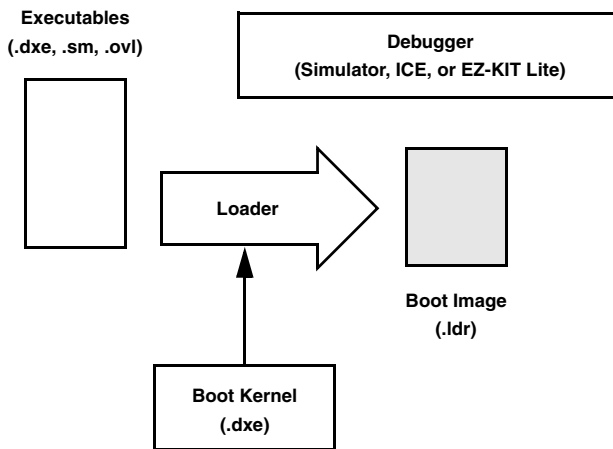 Executables
(.dxe, .sm, .ovl)
Debugger
(Simulator, ICE, or EZ-KIT Lite)
Loader
Boot Image
(.ldr)
Boot Kernel
(.dxe)